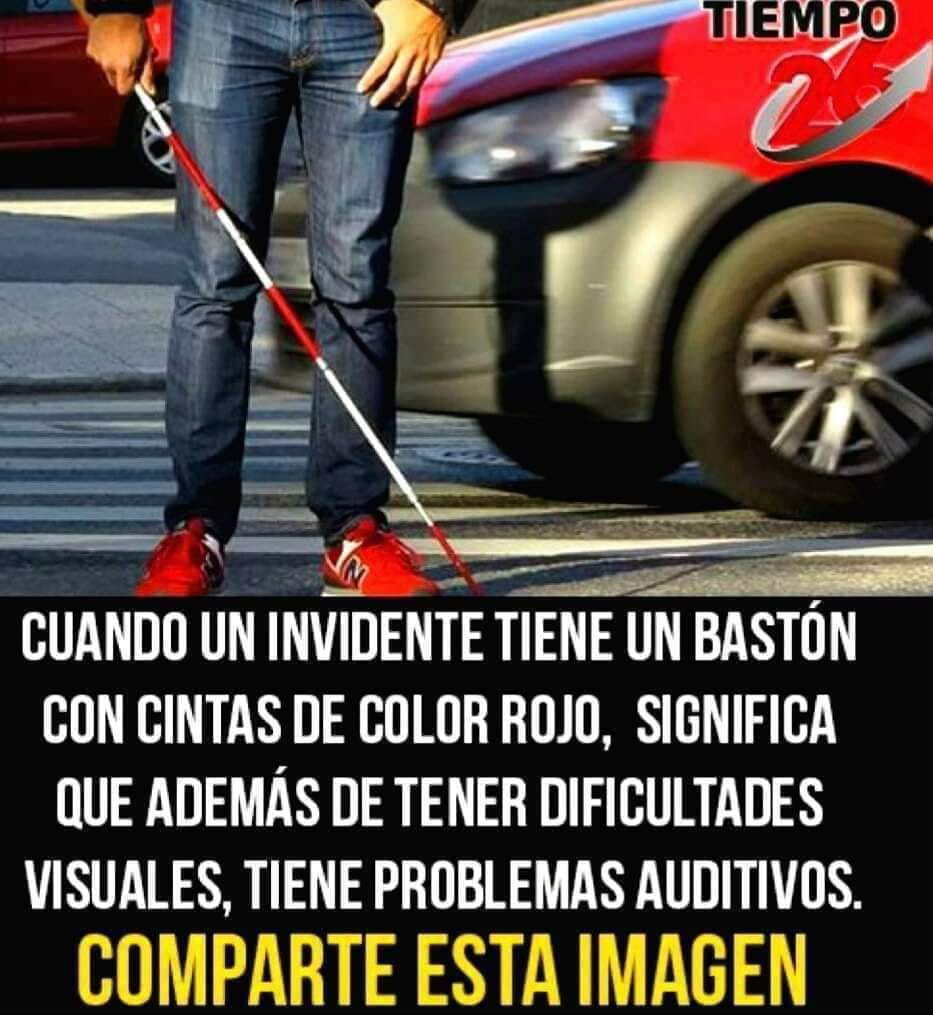 TIEMPO
26
CUANDO UN INVIDENTE TIENE UN BASTÓN
CON CINTAS DE COLOR ROJO, SIGNIFICA
QUE ADEMÁS DE TENER DIFICULTADES
VISUALES, TIENE PROBLEMAS AUDITIVOS.
COMPARTE ESTA IMAGEN